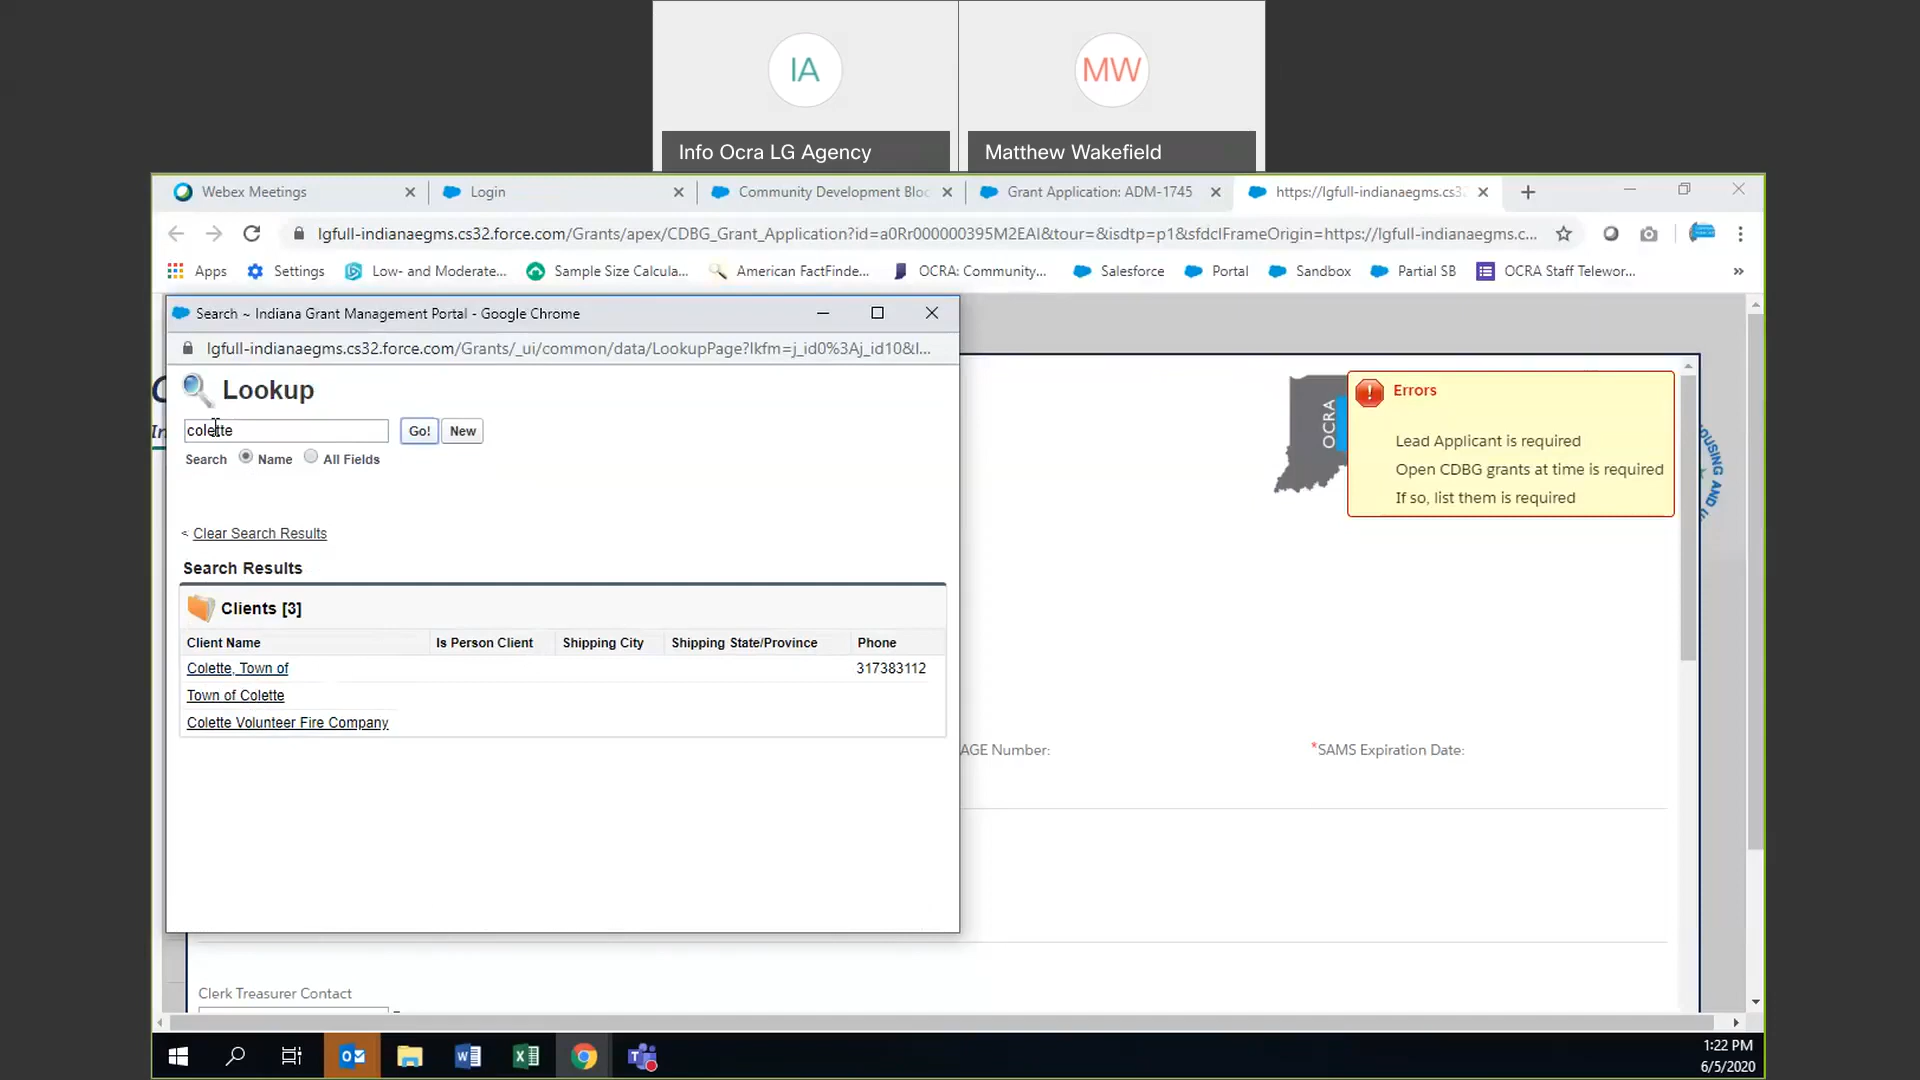 IA
MW
Info Ocra LG Agency
Matthew Wakefield
Webex Meetings
Login
Community Development Bloc
Grant Application: ADM-1745
https://lgfull-indianaegms.cs32.
lgfull-indianaegms.cs32.force.com/Grants/apex/CDBG_Grant_Application?id=a0Rr000000395M2EAI&tour=&isdtp=p1&sfdcIFrameOrigin=https://lgfull-indianaegms.c...
Apps
Settings
Low- and Moderate...
Sample Size Calcula...
American FactFinde...
OCRA: Community...
Salesforce
Portal
Sandbox
Partial SB
OCRA Staff Telewor...
Search ~ Indiana Grant Management Portal - Google Chrome
lgfull-indianaegms.cs32.force.com/Grants/_ui/common/data/LookupPage?lkfm=j_id0%3Aj_id10&l...
Lookup
colette
Go!
New
Search
Name
All Fields
< Clear Search Results
Search Results
Clients [3]
Client Name Is Person Client Shipping City Shipping State/Province Phone
Colette, Town of 317383112
Town of Colette
Colette Volunteer Fire Company
OCRA
Errors
Lead Applicant is required
Open CDBG grants at time is required
If so, list them is required
OUSING AND U
AGE Number:
*SAMS Expiration Date:
Clerk Treasurer Contact
1:22 PM
6/5/2020